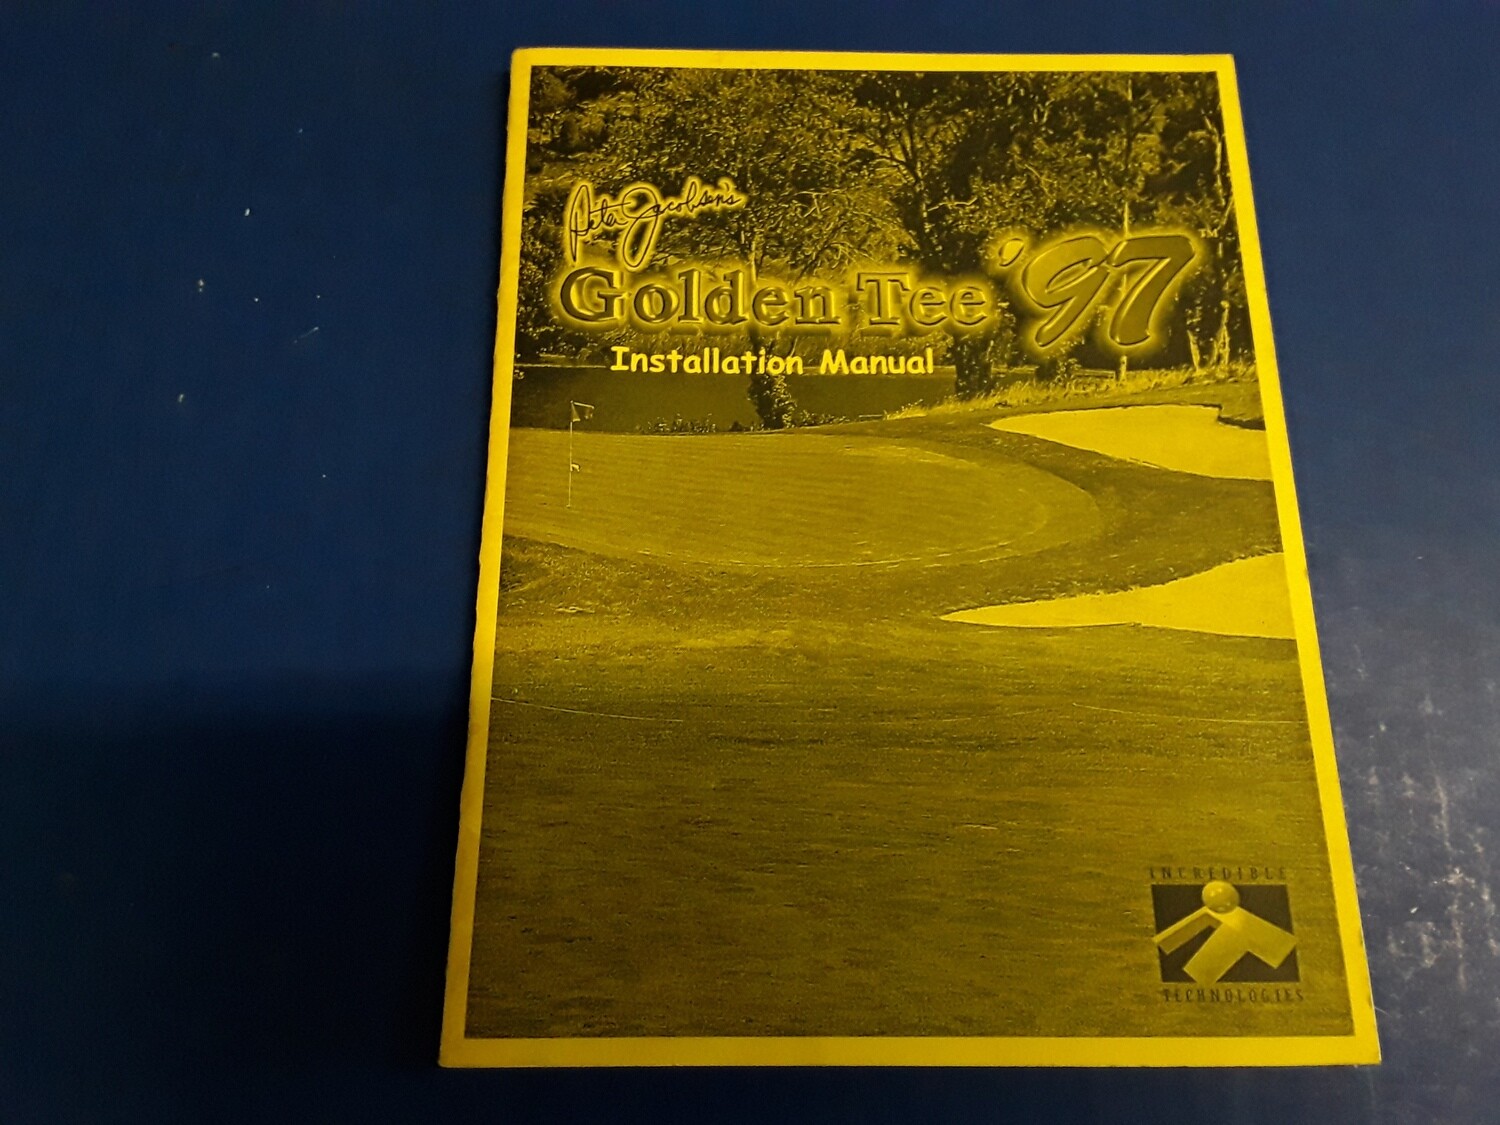 Peter Jacobsen's
Golden Tee '97
Installation Manual
INCREDIBLE
TECHNOLOGIES